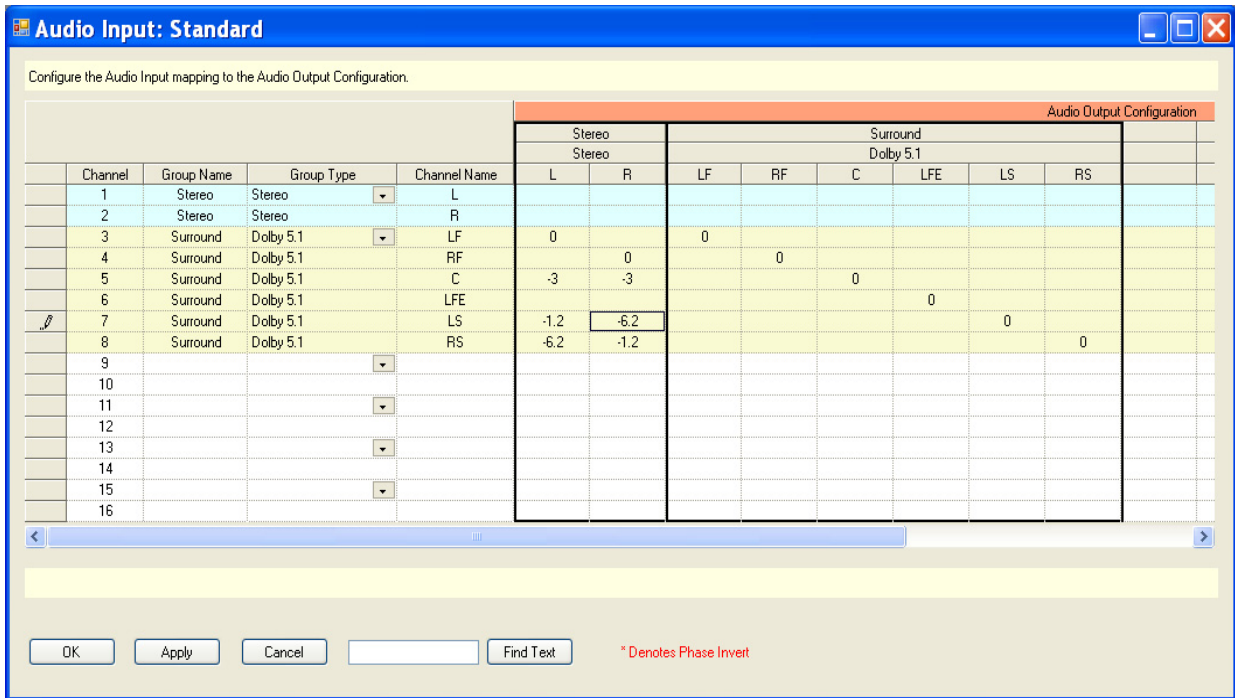 Audio Input: Standard
Configure the Audio Input mapping to the Audio Output Configuration.
Audio Output Configuration
Stereo Surround
Stereo Dolby 5.1
Channel Group Name Group Type Channel Name L R LF RF C LFE LS RS
1 Stereo Stereo L
2 Stereo Stereo R
3 Surround Dolby 5.1 LF 0 0
4 Surround Dolby 5.1 RF 0 0
5 Surround Dolby 5.1 C -3 -3 0
6 Surround Dolby 5.1 LFE 0
7 Surround Dolby 5.1 LS -1.2 -6.2 0
8 Surround Dolby 5.1 RS -6.2 -1.2 0
9
10
11
12
13
14
15
16
OK Apply Cancel Find Text * Denotes Phase Invert